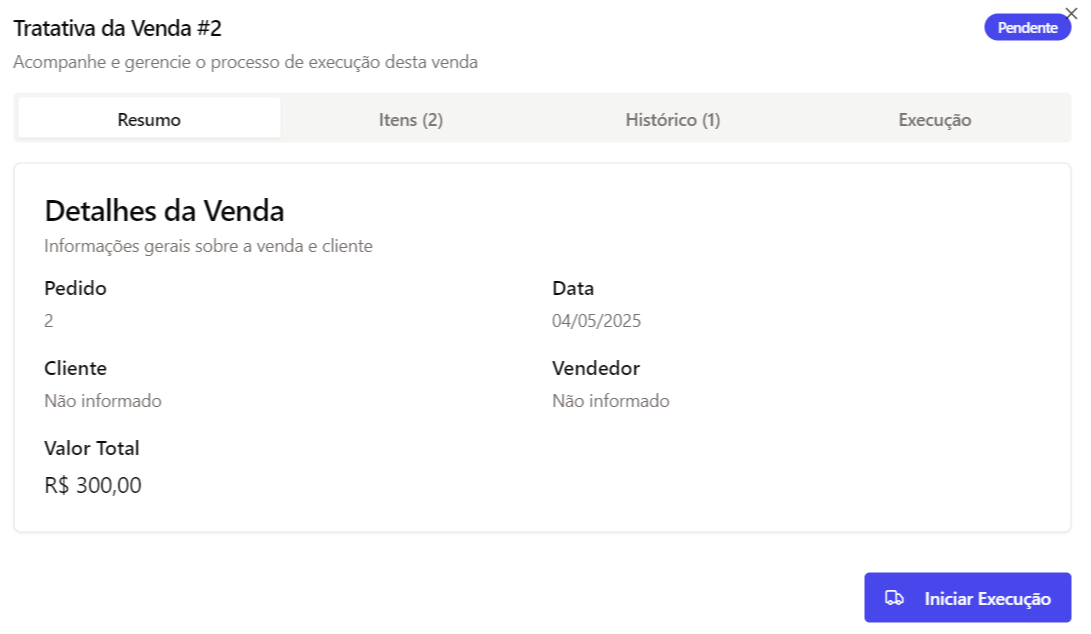 Tratativa da Venda #2
Pendente
Acompanhe e gerencie o processo de execução desta venda
Resumo
Itens (2)
Histórico (1)
Execução
Detalhes da Venda
Informações gerais sobre a venda e cliente
Pedido
2
Data
04/05/2025
Cliente
Não informado
Vendedor
Não informado
Valor Total
R$ 300,00
Iniciar Execução